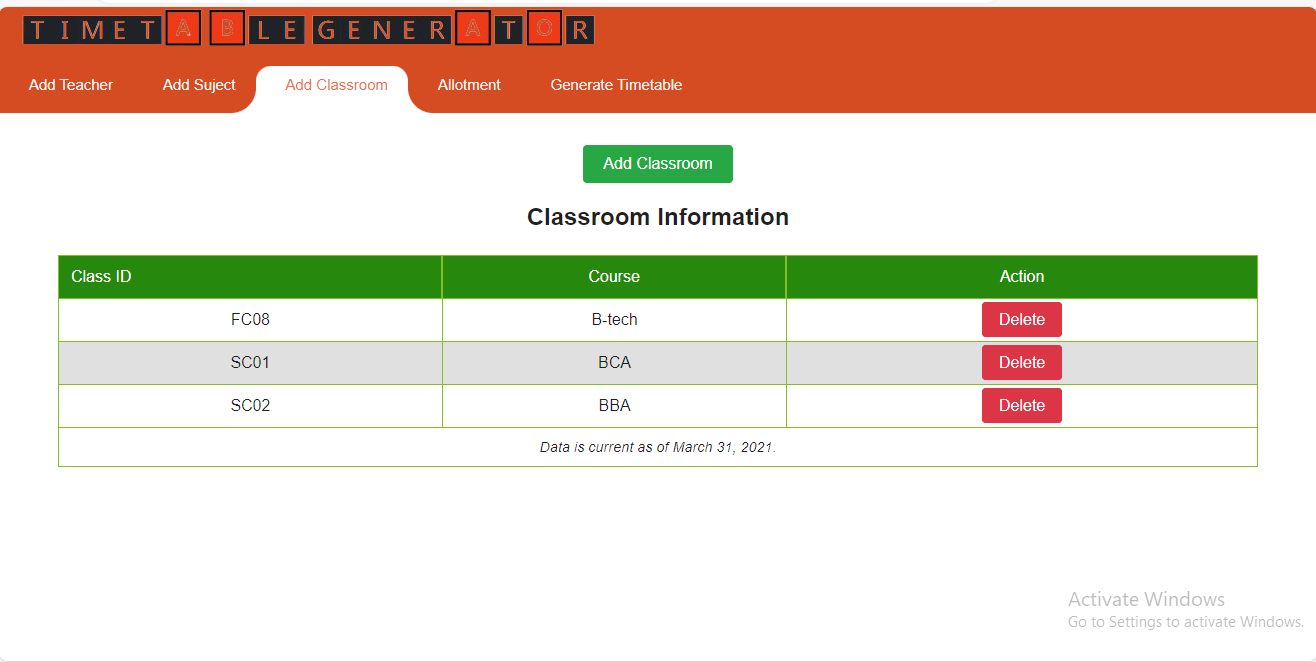 TIMETABLE GENERATOR
Add Teacher Add Suject Add Classroom Allotment Generate Timetable
Add Classroom
Classroom Information
Class ID Course Action
FC08 B-tech Delete
SC01 BCA Delete
SC02 BBA Delete
Data is current as of March 31, 2021.
Activate Windows
Go to Settings to activate Windows.